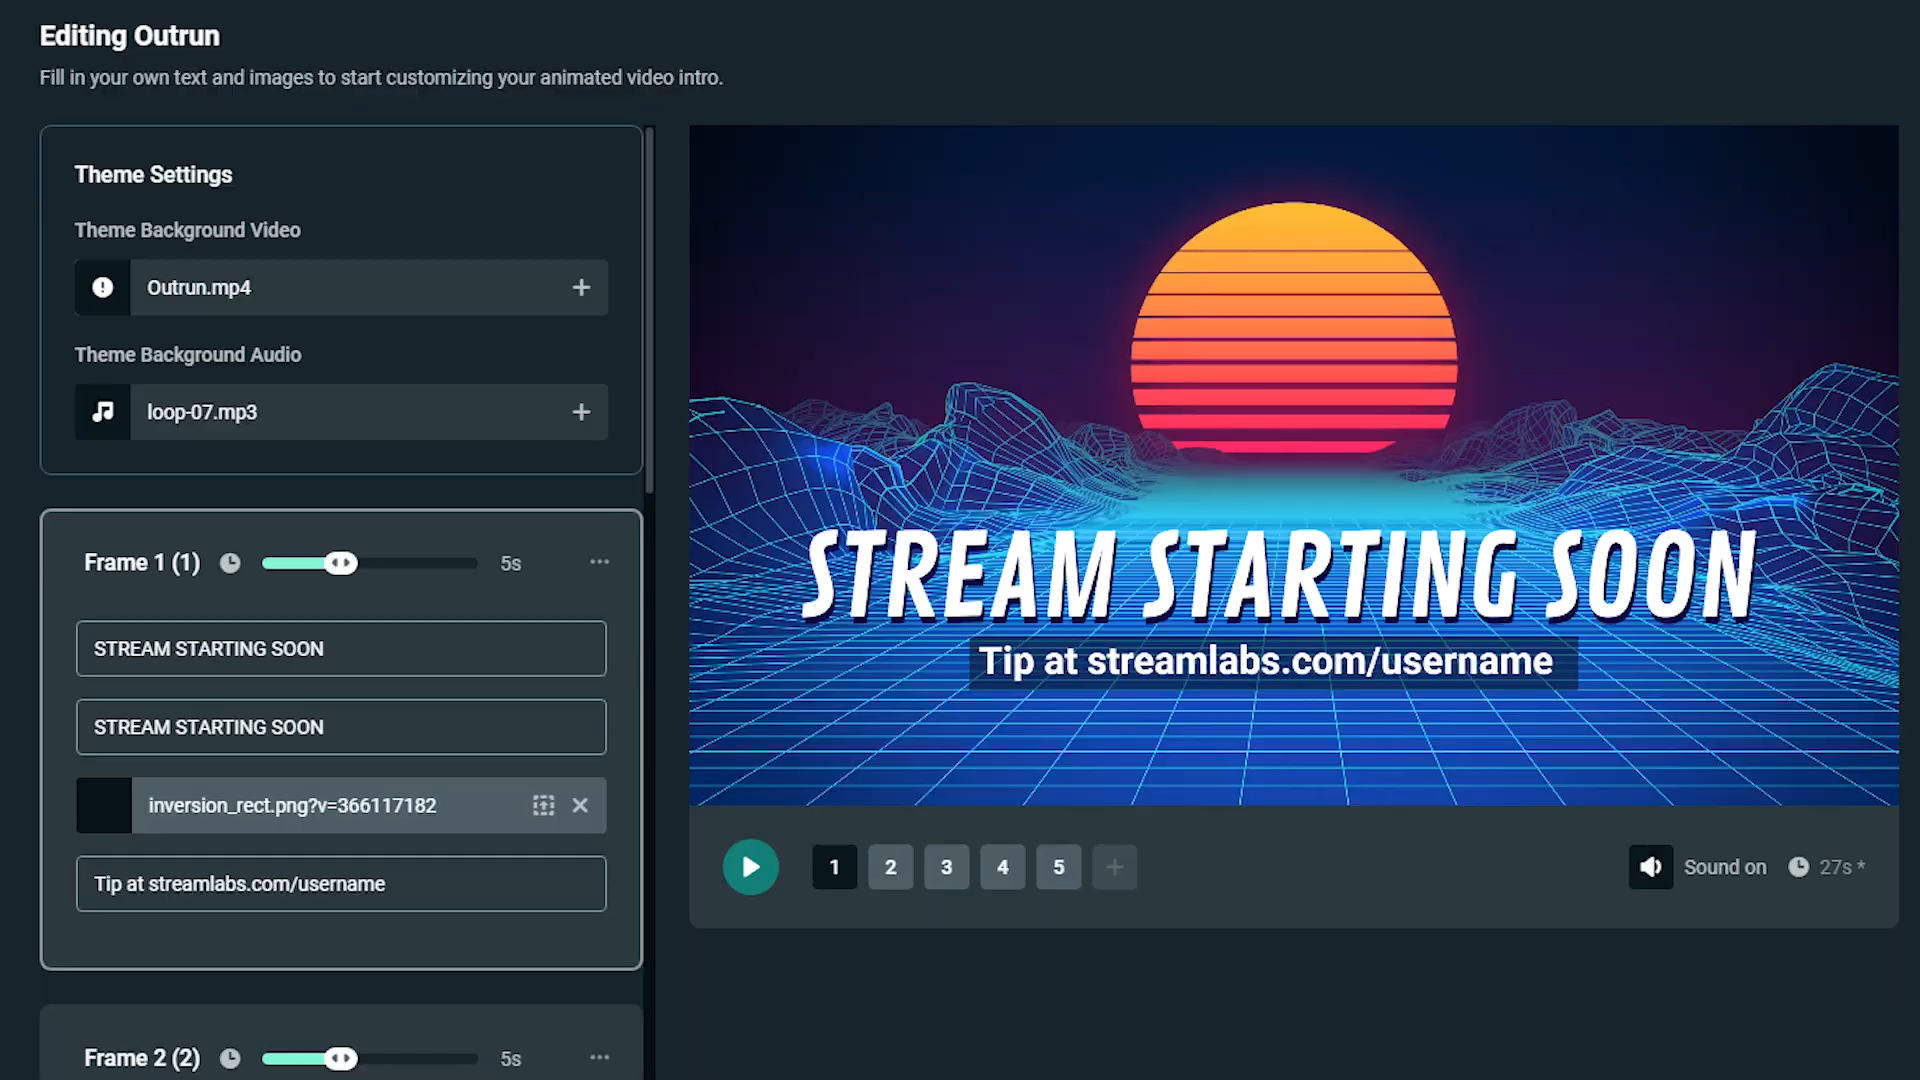 Editing Outrun
Fill in your own text and images to start customizing your animated video intro.
Theme Settings
Theme Background Video
Outrun.mp4
Theme Background Audio
loop-07.mp3
Frame 1 (1)
5s
STREAM STARTING SOON
STREAM STARTING SOON
inversion_rect.png?v=366117182
Tip at streamlabs.com/username
Frame 2 (2)
5s
STREAM STARTING SOON
Tip at streamlabs.com/username
1 2 3 4 5
Sound on
27s *